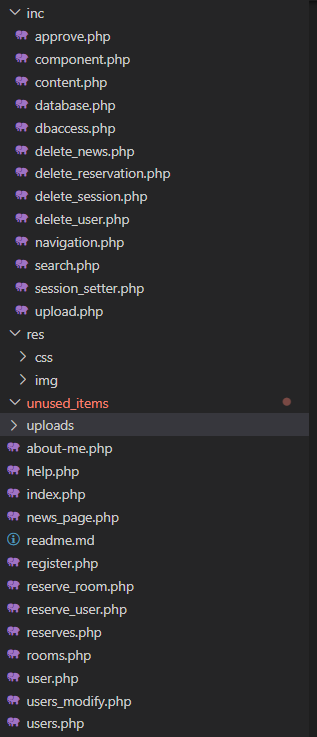 inc
approve.php
component.php
content.php
database.php
dbaccess.php
delete_news.php
delete_reservation.php
delete_session.php
delete_user.php
navigation.php
search.php
session_setter.php
upload.php
res
css
img
unused_items
uploads
about-me.php
help.php
index.php
news_page.php
readme.md
register.php
reserve_room.php
reserve_user.php
reserves.php
rooms.php
user.php
users_modify.php
users.php